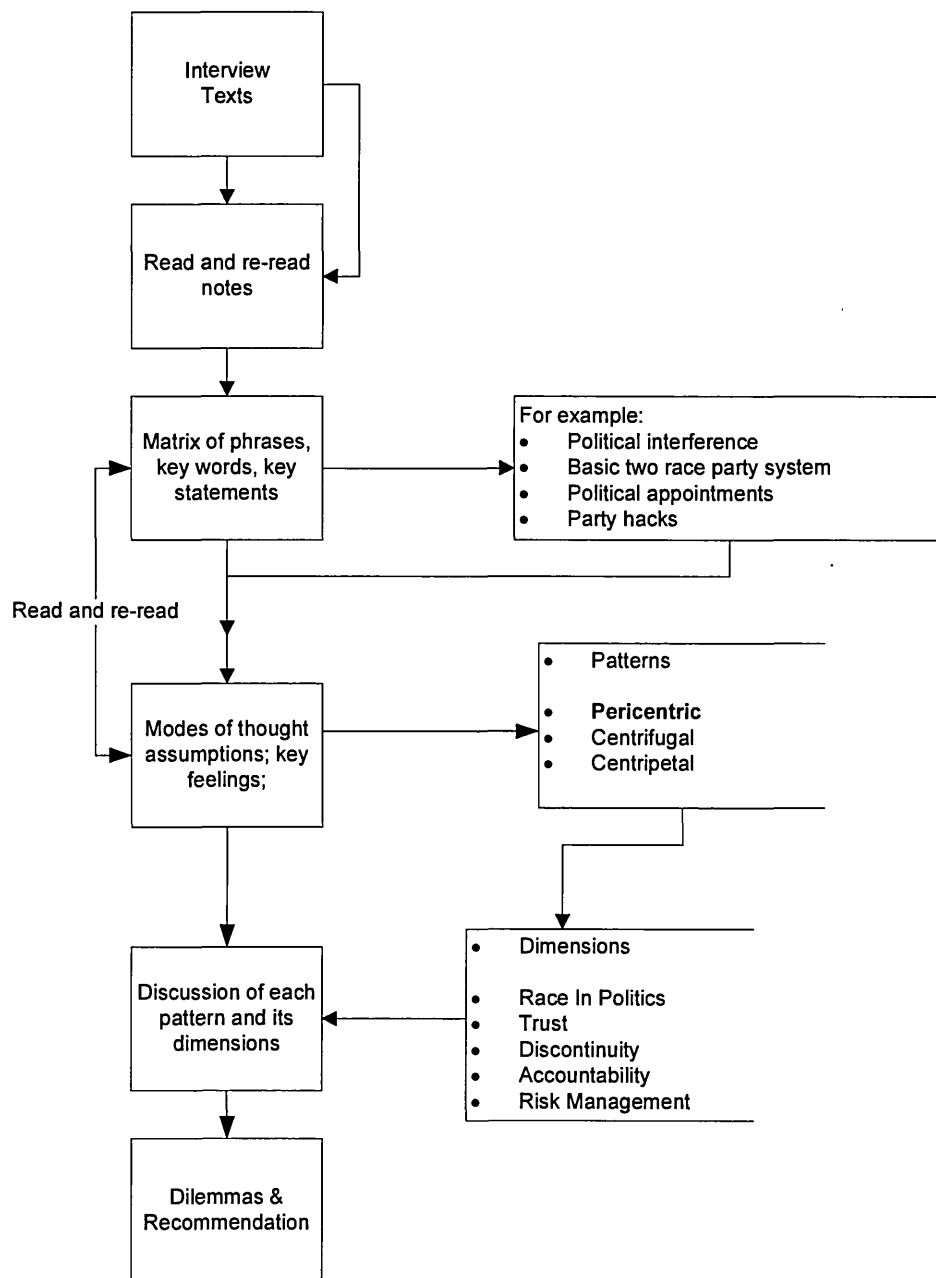 Interview
Texts
Read and re-read
notes
Matrix of phrases,
key words, key
statements
For example:
• Political interference
• Basic two race party system
• Political appointments
• Party hacks
Read and re-read
Modes of thought
assumptions; key
feelings;
• Patterns
• Pericentric
• Centrifugal
• Centripetal
Discussion of each
pattern and its
dimensions
• Dimensions
• Race In Politics
• Trust
• Discontinuity
• Accountability
• Risk Management
Dilemmas &
Recommendation